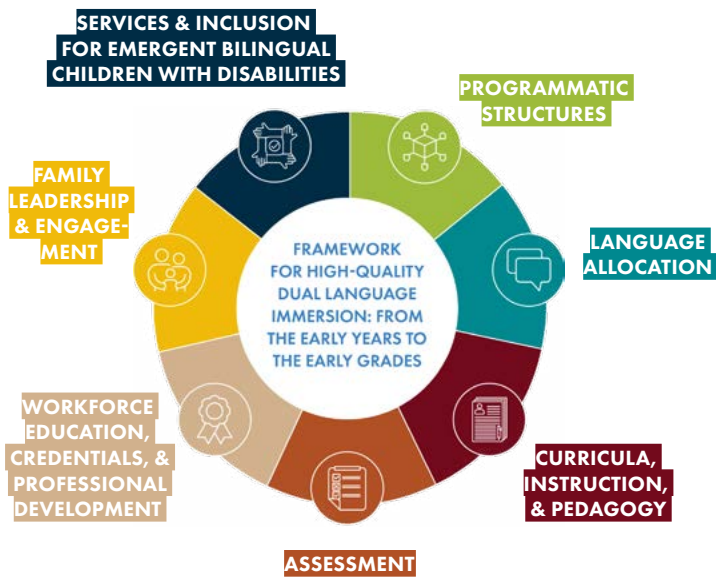 SERVICES & INCLUSION
FOR EMERGENT BILINGUAL
CHILDREN WITH DISABILITIES
PROGRAMMATIC
STRUCTURES
FAMILY
LEADERSHIP
& ENGAGE-
MENT
LANGUAGE
ALLOCATION
FRAMEWORK
FOR HIGH-QUALITY
DUAL LANGUAGE
IMMERSION: FROM
THE EARLY YEARS TO
THE EARLY GRADES
WORKFORCE
EDUCATION,
CREDENTIALS, &
PROFESSIONAL
DEVELOPMENT
CURRICULA,
INSTRUCTION,
& PEDAGOGY
ASSESSMENT